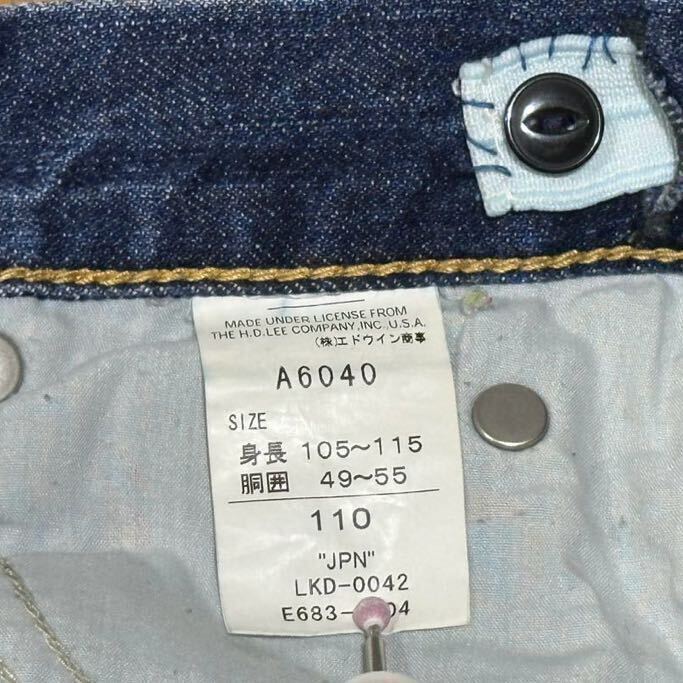 MADE UNDER LICENSE FROM
THE H.D.LEE COMPANY, INC., U.S.A.
(株)エドウイン商事
A6040
SIZE
身長 105～115
胴囲 49～55
110
"JPN"
LKD-0042